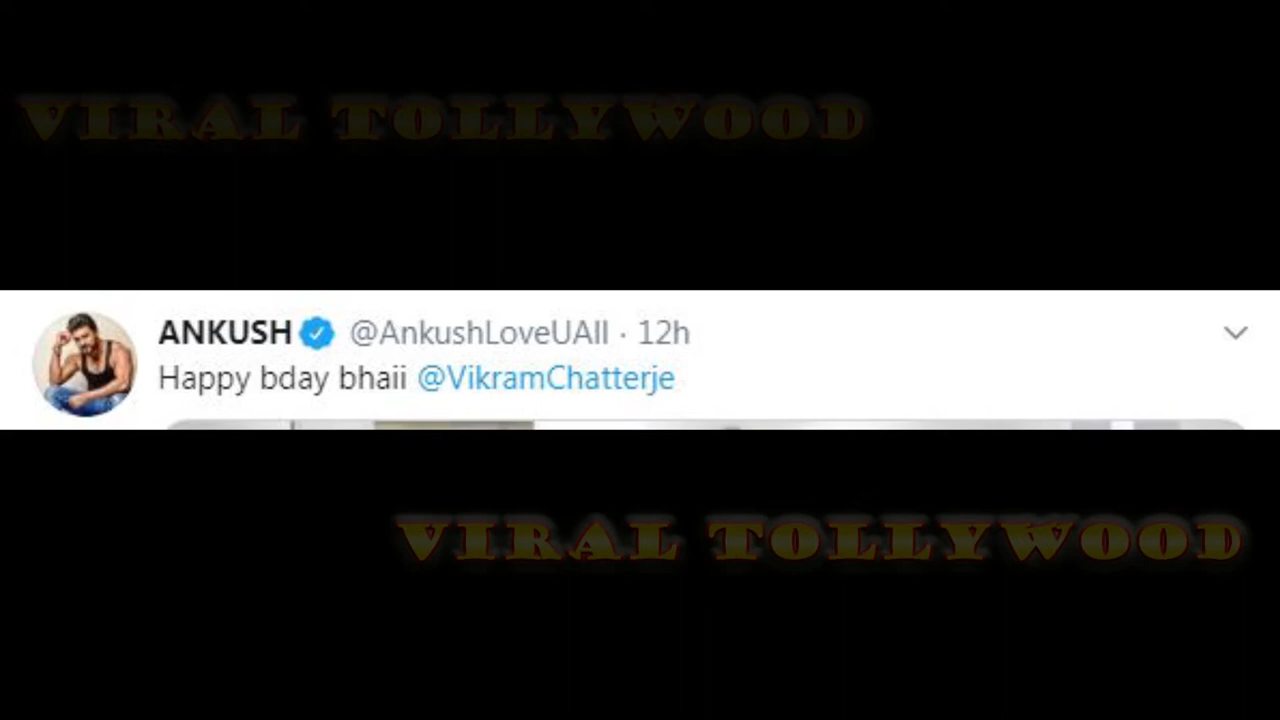 VIRAL TOLLYWOOD
ANKUSH @AnkushLoveUAll · 12h
Happy bday bhaii @VikramChatterje
VIRAL TOLLYWOOD